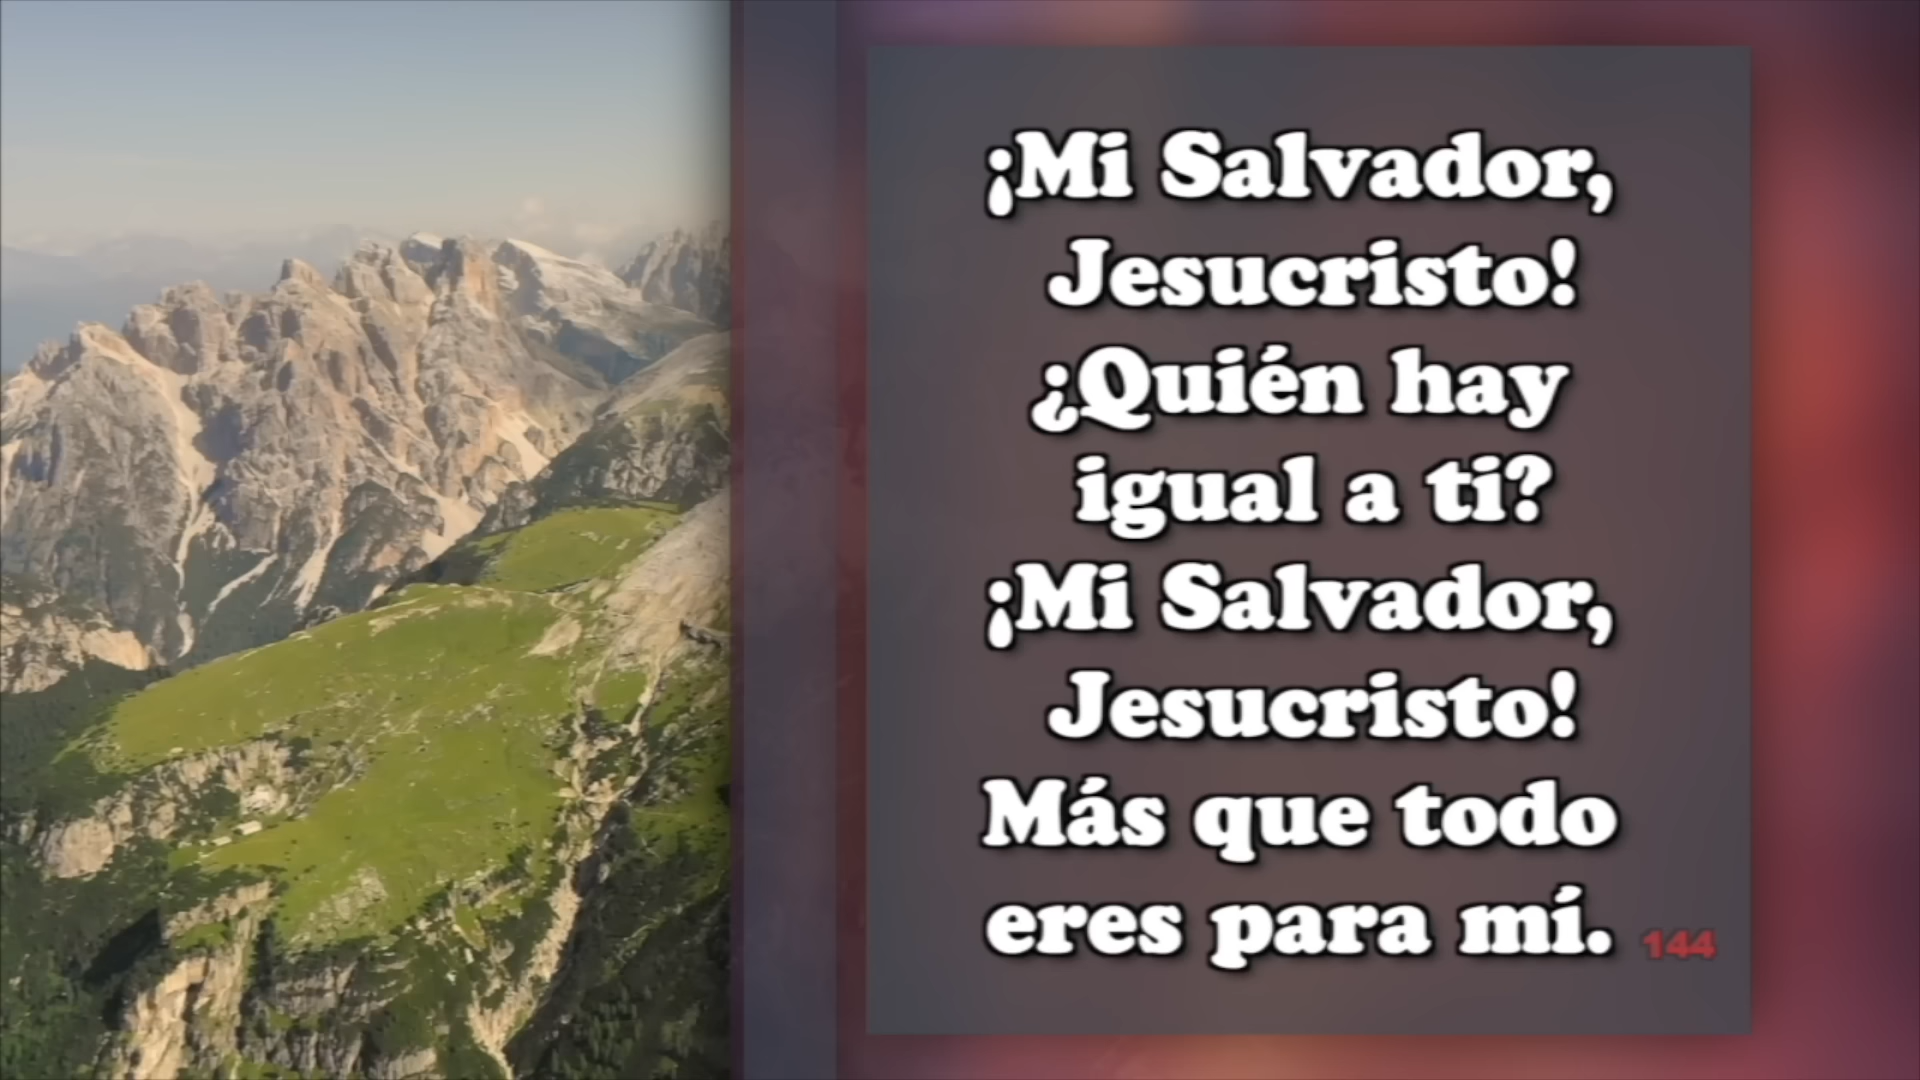 ¡Mi Salvador,
Jesucristo!
¿Quién hay
igual a ti?
¡Mi Salvador,
Jesucristo!
Más que todo
eres para mí.
144